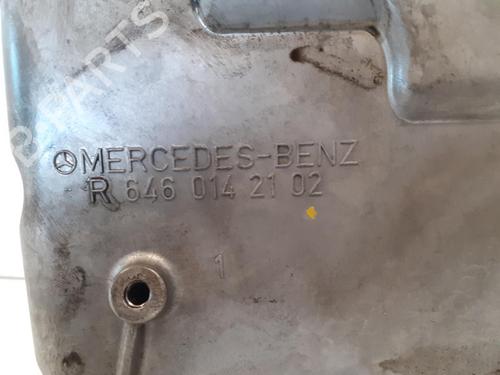 B-PARTS
MERCEDES-BENZ
R 646 014 21 02
1